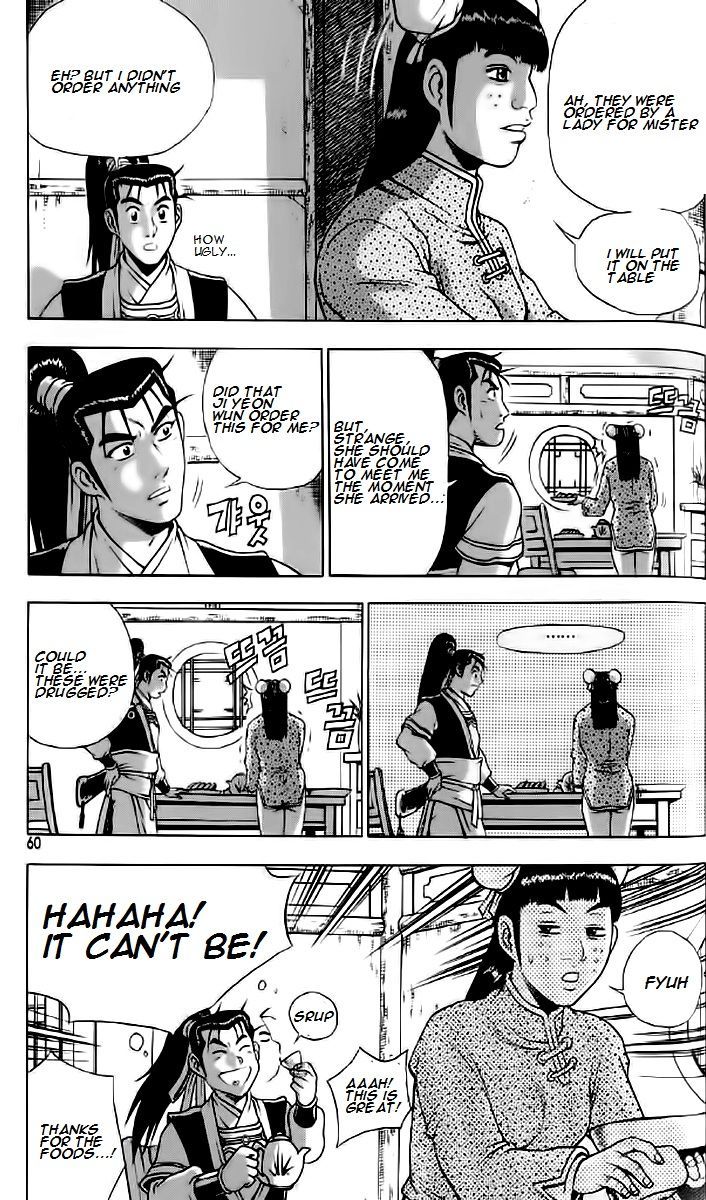 EH? BUT I DIDN'T
ORDER ANYTHING
AH, THEY WERE
ORDERED BY A
LADY FOR MISTER
HOW
UGLY...
I WILL PUT
IT ON THE
TABLE
DID THAT
JI YEON
WUN ORDER
THIS FOR ME?
갸웃
BUT,
STRANGE,
SHE SHOULD
HAVE COME
TO MEET ME
THE MOMENT
SHE ARRIVED...
뜨끔
COULD
IT BE...
THESE WERE
DRUGGED?
뜨끔
뜨끔
......
60
HAHAHA!
IT CAN'T BE!
FYUH
SRUP
AAAH!
THIS IS
GREAT!
THANKS
FOR THE
FOODS...!